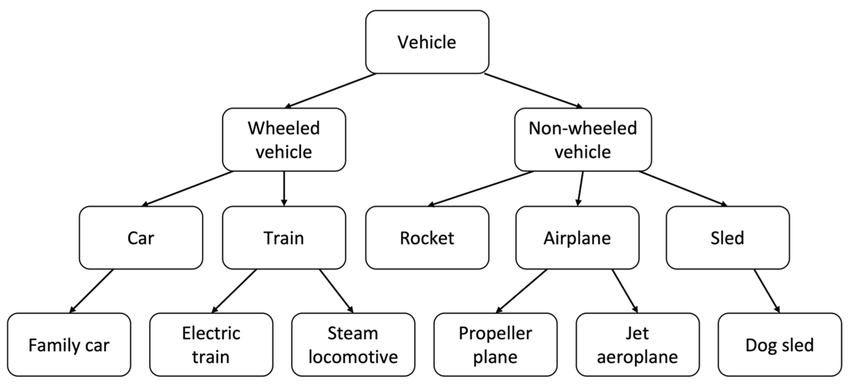 Vehicle
Wheeled
vehicle
Non-wheeled
vehicle
Car
Train
Rocket
Airplane
Sled
Family car
Electric
train
Steam
locomotive
Propeller
plane
Jet
aeroplane
Dog sled